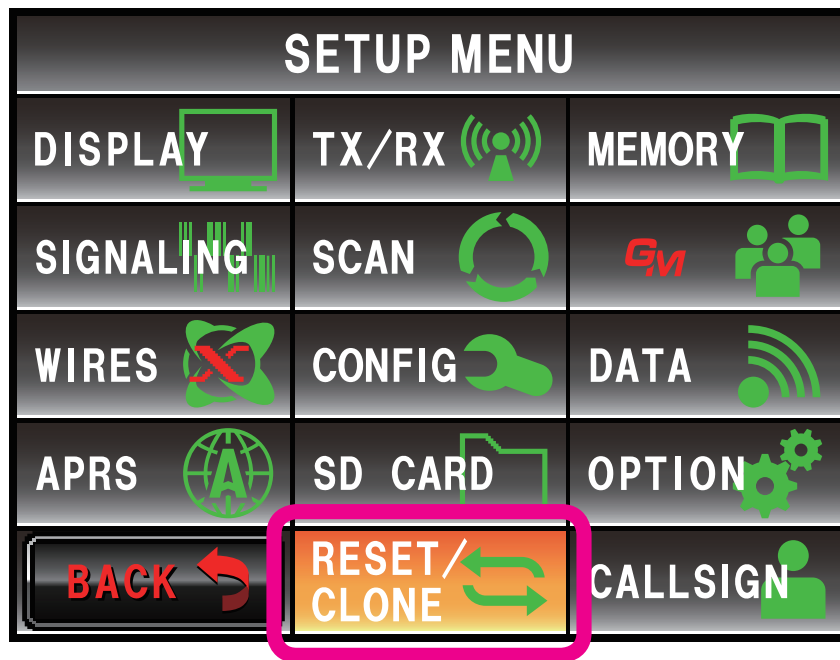 SETUP MENU
DISPLAY
TX/RX
MEMORY
SIGNALING
SCAN
GM
WIRES X
CONFIG
DATA
APRS A
SD CARD
OPTION
BACK
RESET/
CLONE
CALLSIGN